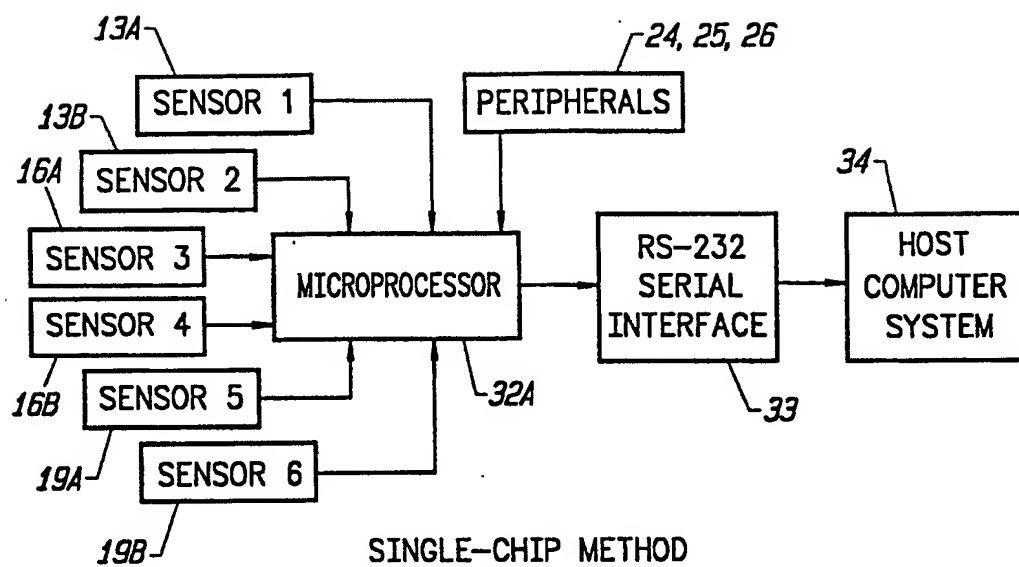 13A
24, 25, 26
SENSOR 1
PERIPHERALS
13B
SENSOR 2
16A
34
SENSOR 3
MICROPROCESSOR
RS-232
SERIAL
INTERFACE
HOST
COMPUTER
SYSTEM
SENSOR 4
16B
SENSOR 5
32A
33
19A
SENSOR 6
19B
SINGLE-CHIP METHOD